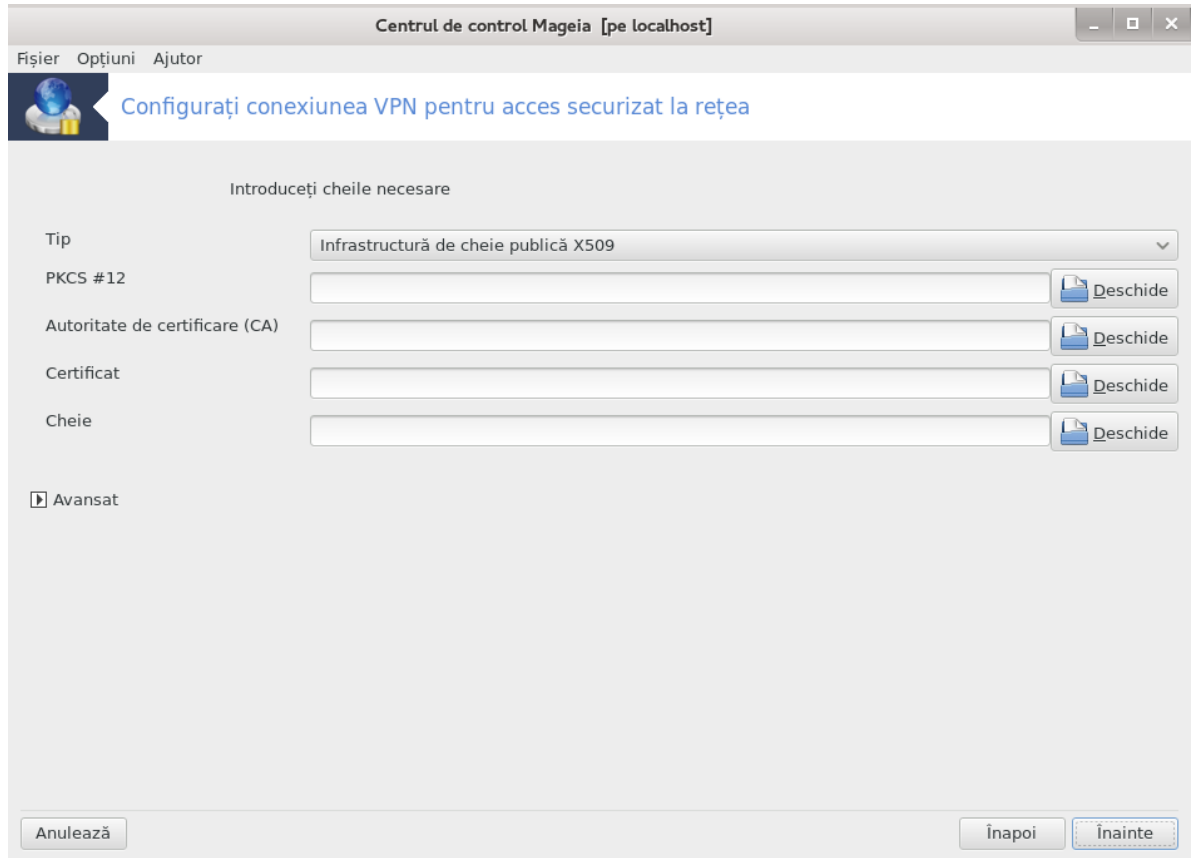 Centrul de control Mageia [pe localhost]
Fișier Opțiuni Ajutor
Configurați conexiunea VPN pentru acces securizat la rețea
Introduceți cheile necesare
Tip
Infrastructură de cheie publică X509
PKCS #12
Deschide
Autoritate de certificare (CA)
Deschide
Certificat
Deschide
Cheie
Deschide
Avansat
Anulează
Înapoi
Înainte